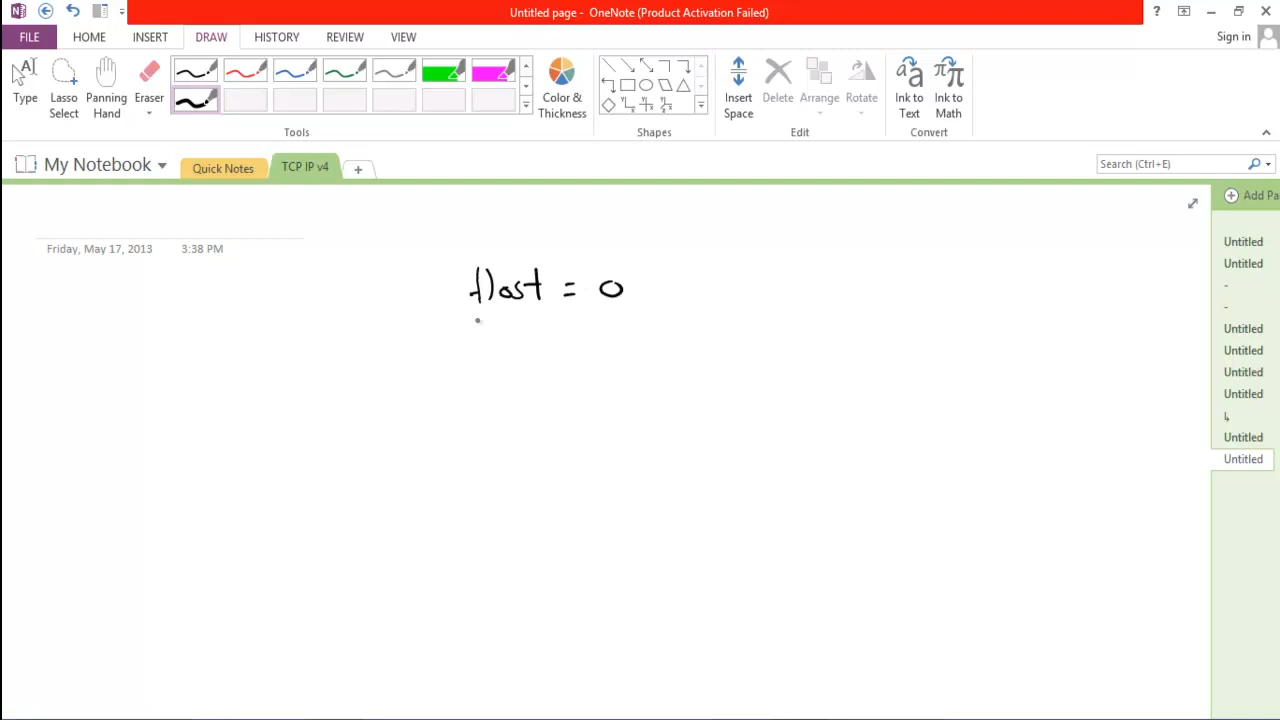 Untitled page - OneNote (Product Activation Failed)
?
FILE HOME INSERT DRAW HISTORY REVIEW VIEW
Sign in
Type
Lasso Select
Panning Hand
Eraser
Color & Thickness
Insert Space
Delete
Arrange
Rotate
Ink to Text
Ink to Math
Tools
Shapes
Edit
Convert
My Notebook
Quick Notes
TCP IP v4
Search (Ctrl+E)
Add Pa
Friday, May 17, 2013 3:38 PM
Host = 0
Untitled
Untitled
-
-
Untitled
Untitled
Untitled
Untitled
Untitled
Untitled